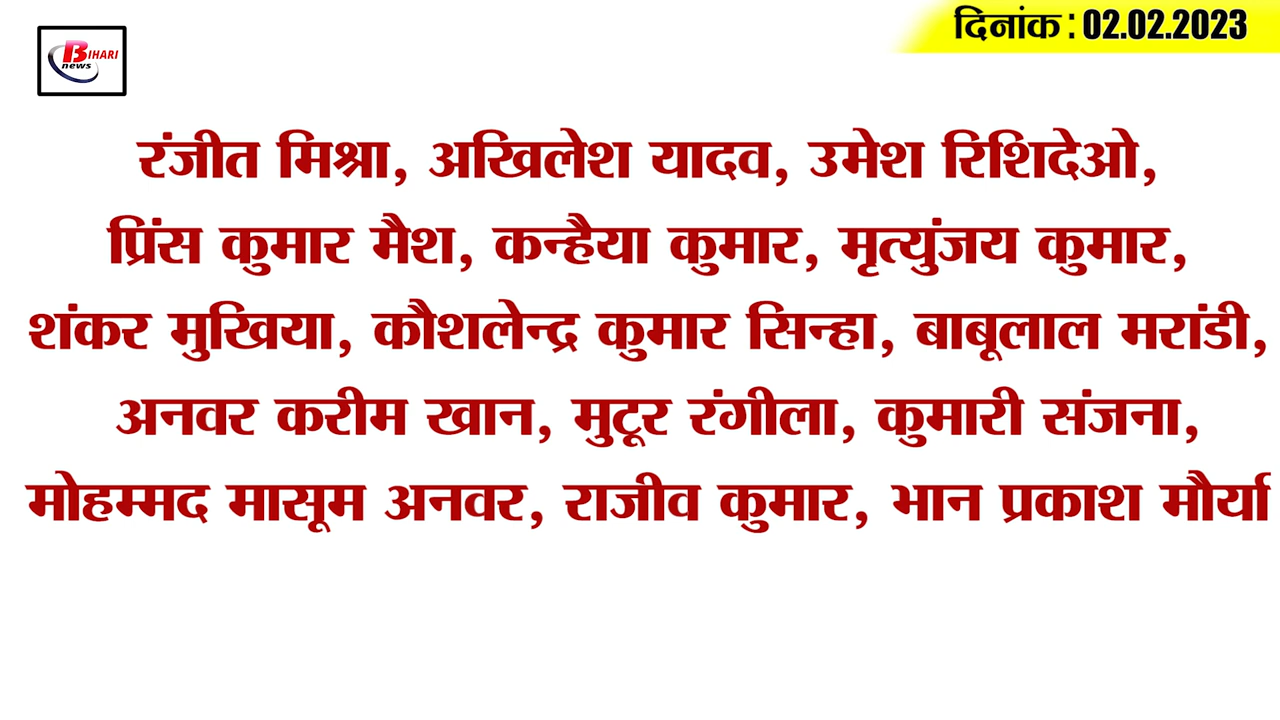 BIHARI
news
दिनांक : 02.02.2023
रंजीत मिश्रा, अखिलेश यादव, उमेश रिशिदेओ,
प्रिंस कुमार मैश, कन्हैया कुमार, मृत्युंजय कुमार,
शंकर मुखिया, कौशलेन्द्र कुमार सिन्हा, बाबूलाल मरांडी,
अनवर करीम खान, मुटूर रंगीला, कुमारी संजना,
मोहम्मद मासूम अनवर, राजीव कुमार, भान प्रकाश मौर्या